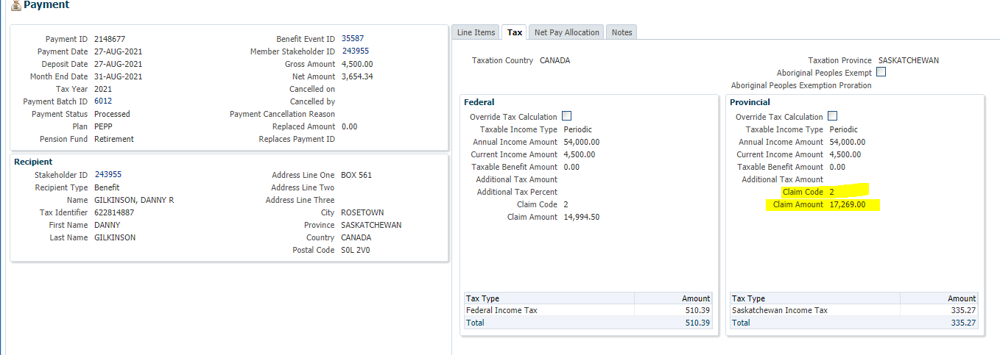 Payment
Payment ID 2148677
Payment Date 27-AUG-2021
Deposit Date 27-AUG-2021
Month End Date 31-AUG-2021
Tax Year 2021
Payment Batch ID 6012
Payment Status Processed
Plan PEPP
Pension Fund Retirement
Benefit Event ID 35587
Member Stakeholder ID 243955
Gross Amount 4,500.00
Net Amount 3,654.34
Cancelled on
Cancelled by
Payment Cancellation Reason
Replaced Amount 0.00
Replaces Payment ID
Recipient
Stakeholder ID 243955
Recipient Type Benefit
Name GILKINSON, DANNY R
Tax Identifier 622814887
First Name DANNY
Last Name GILKINSON
Address Line One BOX 561
Address Line Two
Address Line Three
City ROSETOWN
Province SASKATCHEWAN
Country CANADA
Postal Code S0L 2V0
Line Items Tax Net Pay Allocation Notes
Taxation Country CANADA
Taxation Province SASKATCHEWAN
Aboriginal Peoples Exempt
Aboriginal Peoples Exemption Proration
Federal
Override Tax Calculation
Taxable Income Type Periodic
Annual Income Amount 54,000.00
Current Income Amount 4,500.00
Taxable Benefit Amount 0.00
Additional Tax Amount
Additional Tax Percent
Claim Code 2
Claim Amount 14,994.50
Tax Type Amount
Federal Income Tax 510.39
Total 510.39
Provincial
Override Tax Calculation
Taxable Income Type Periodic
Annual Income Amount 54,000.00
Current Income Amount 4,500.00
Taxable Benefit Amount 0.00
Additional Tax Amount
Claim Code 2
Claim Amount 17,269.00
Tax Type Amount
Saskatchewan Income Tax 335.27
Total 335.27